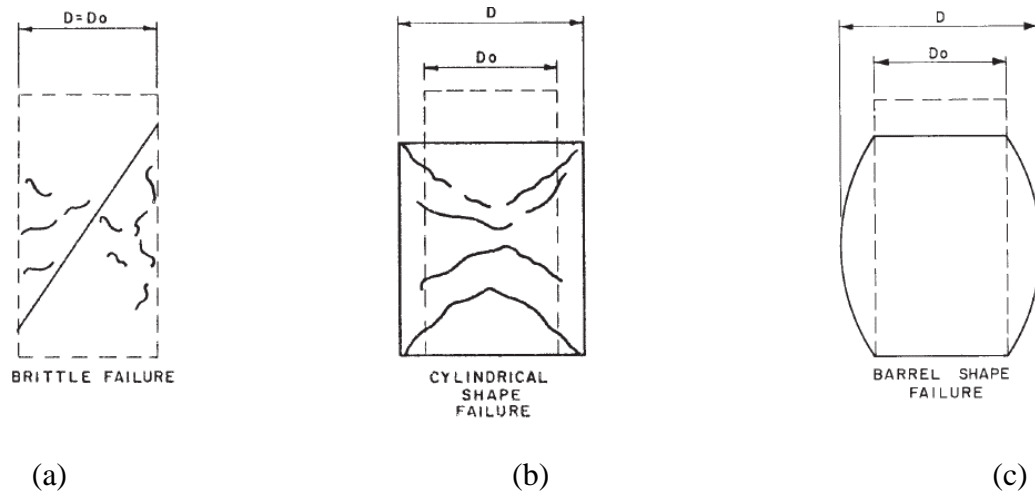 D=Do
BRITTLE FAILURE
(a)
D
Do
CYLINDRICAL
SHAPE
FAILURE
(b)
D
Do
BARREL SHAPE
FAILURE
(c)